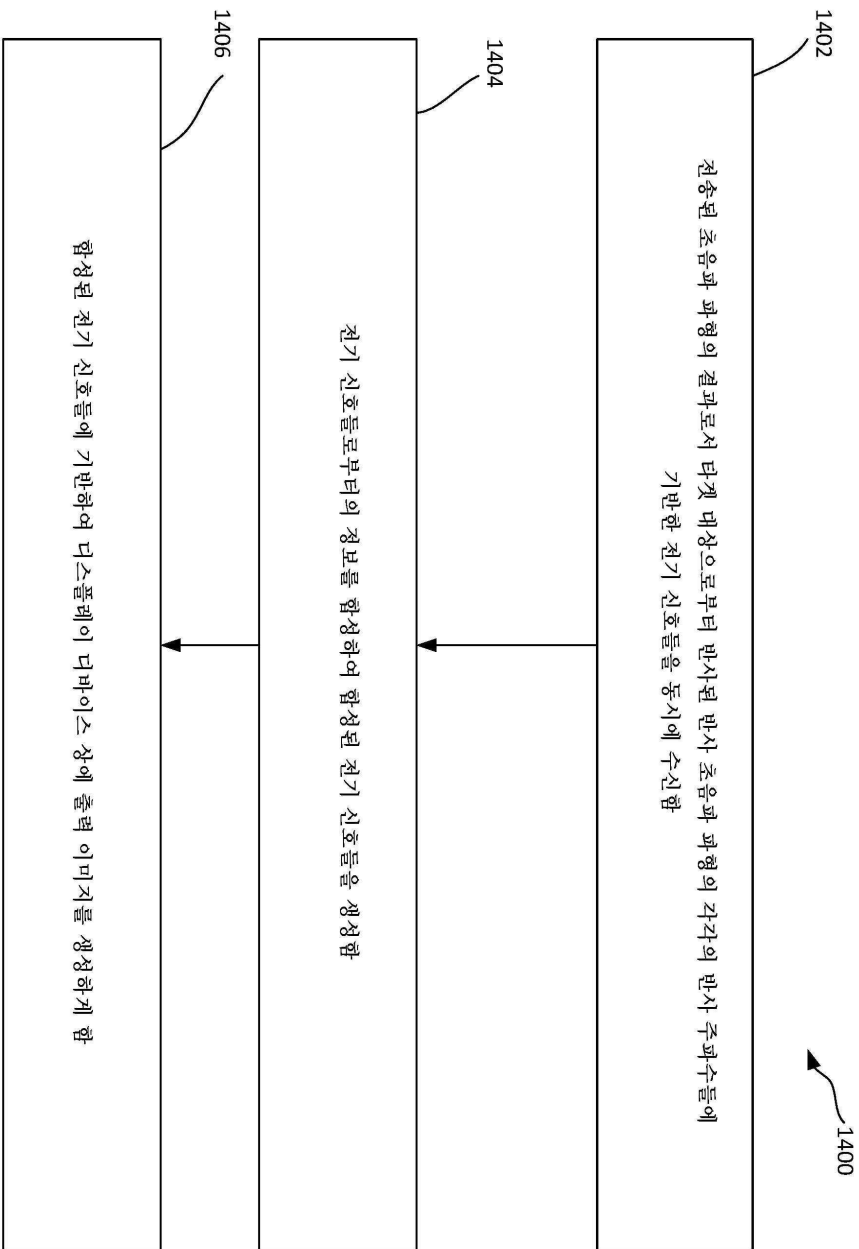 1400
1402
전송된 초음파 파형의 결과로서 타겟 대상으로부터 반사된 반사 초음파 파형의 각각의 반사 주파수들에
기반한 전기 신호들을 동시에 수신함
1404
전기 신호들로부터의 정보를 합성하여 합성된 전기 신호들을 생성함
1406
합성된 전기 신호들에 기반하여 디스플레이 디바이스 상에 출력 이미지를 생성하게 함